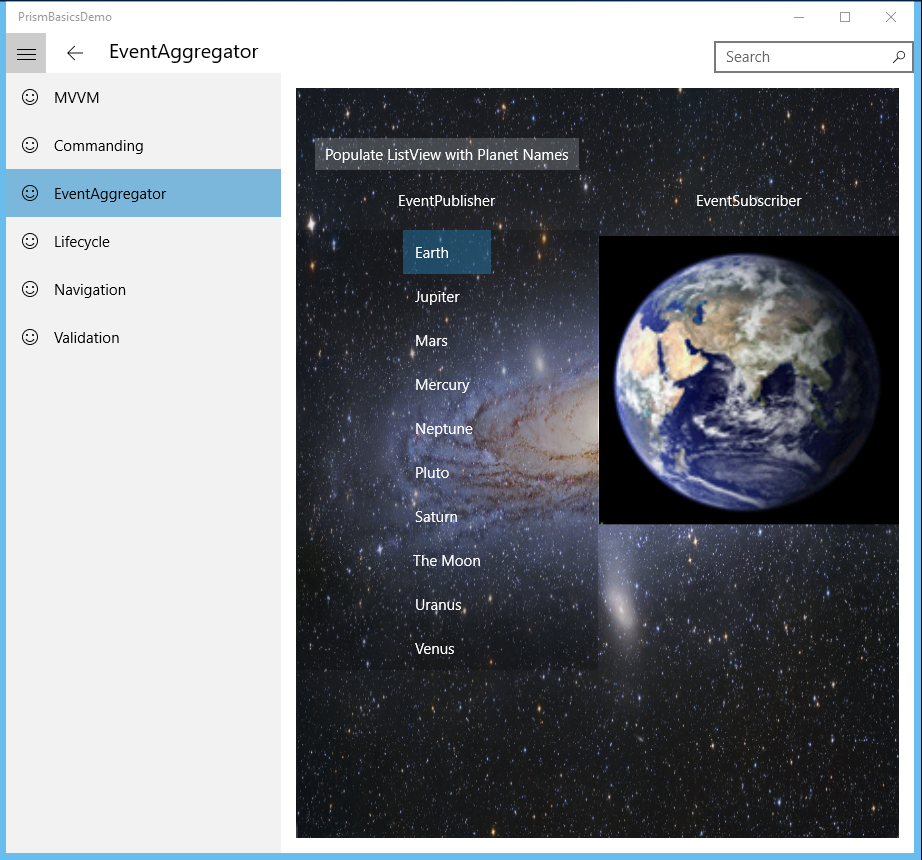 PrismBasicsDemo
EventAggregator
Search
MVVM
Commanding
EventAggregator
Lifecycle
Navigation
Validation
Populate ListView with Planet Names
EventPublisher
EventSubscriber
Earth
Jupiter
Mars
Mercury
Neptune
Pluto
Saturn
The Moon
Uranus
Venus